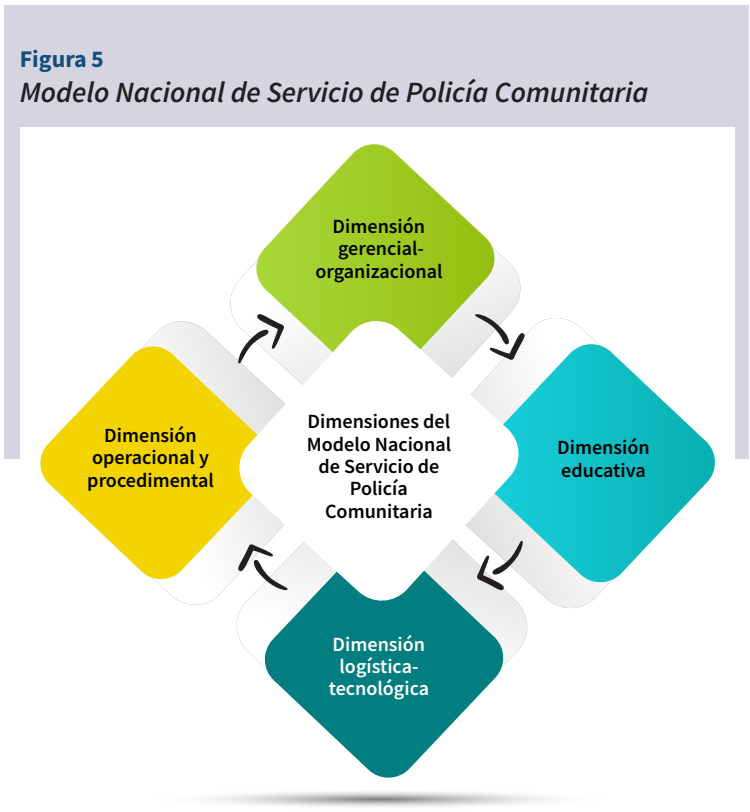 Figura 5
Modelo Nacional de Servicio de Policía Comunitaria
Dimensión
gerencial-
organizacional
Dimensiones del
Modelo Nacional
de Servicio de
Policía
Comunitaria
Dimensión
educativa
Dimensión
logística-
tecnológica
Dimensión
operacional y
procedimental